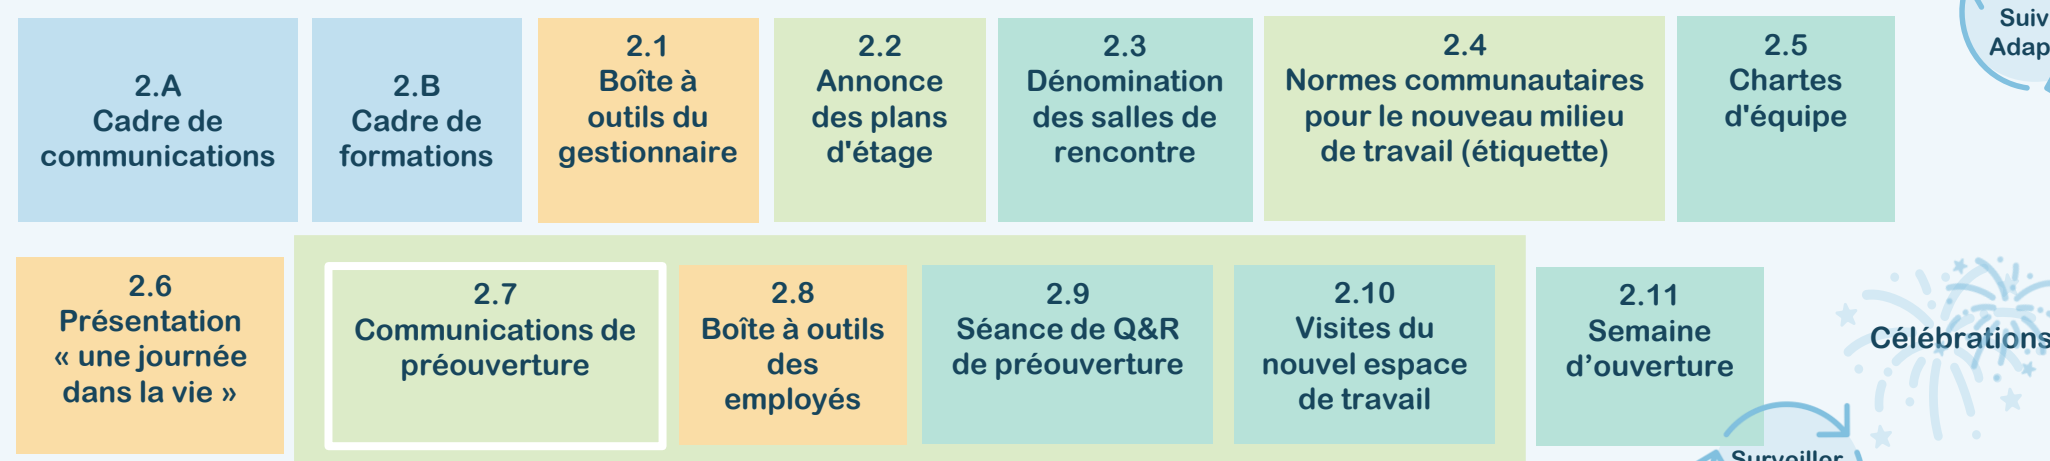 2.A
Cadre de
communications
2.B
Cadre de
formations
2.1
Boîte à
outils du
gestionnaire
2.2
Annonce
des plans
d'étage
2.3
Dénomination
des salles de
rencontre
2.4
Normes communautaires
pour le nouveau milieu
de travail (étiquette)
2.5
Chartes
d'équipe
2.6
Présentation
« une journée
dans la vie »
2.7
Communications de
préouverture
2.8
Boîte à outils
des
employés
2.9
Séance de Q&R
de préouverture
2.10
Visites du
nouvel espace
de travail
2.11
Semaine
d’ouverture
Célébrations
Surveiller